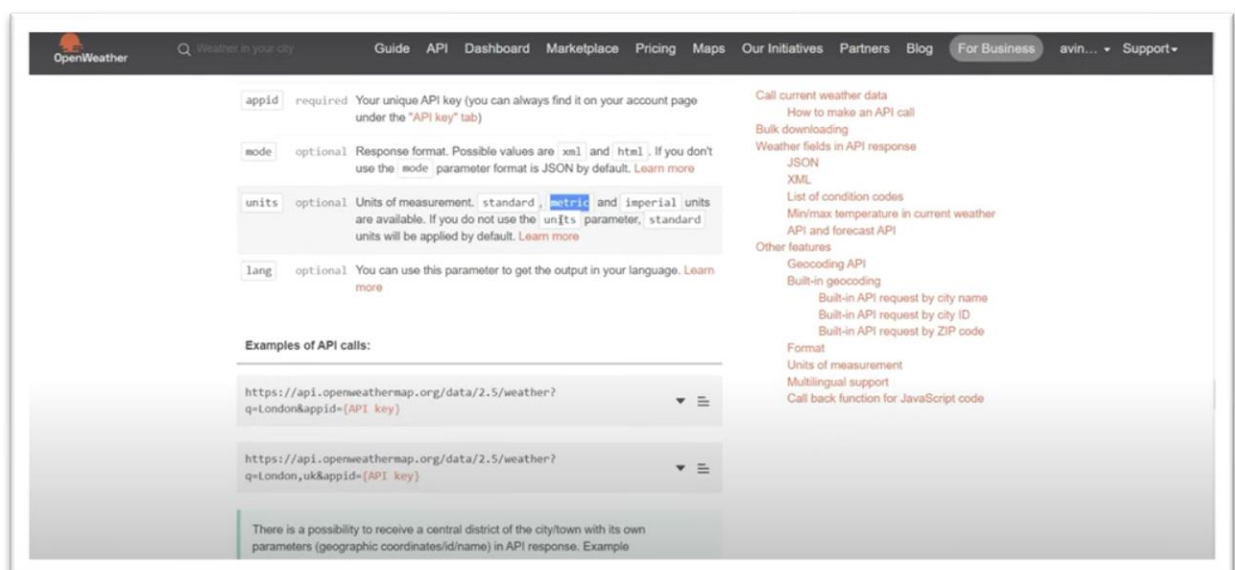 OpenWeather
Weather in your city
Guide API Dashboard Marketplace Pricing Maps Our Initiatives Partners Blog For Business avin... Support
appid required Your unique API key (you can always find it on your account page
under the "API key" tab)
mode optional Response format. Possible values are xml and html. If you don't
use the mode parameter format is JSON by default. Learn more
units optional Units of measurement. standard, metric and imperial units
are available. If you do not use the units parameter, standard
units will be applied by default. Learn more
lang optional You can use this parameter to get the output in your language. Learn
more
Examples of API calls:
https://api.openweathermap.org/data/2.5/weather?
q=London&appid={API key}
https://api.openweathermap.org/data/2.5/weather?
q=London,uk&appid={API key}
There is a possibility to receive a central district of the city/town with its own
parameters (geographic coordinates/id/name) in API response. Example
Call current weather data
How to make an API call
Bulk downloading
Weather fields in API response
JSON
XML
List of condition codes
Min/max temperature in current weather
API and forecast API
Other features
Geocoding API
Built-in geocoding
Built-in API request by city name
Built-in API request by city ID
Built-in API request by ZIP code
Format
Units of measurement
Multilingual support
Call back function for JavaScript code